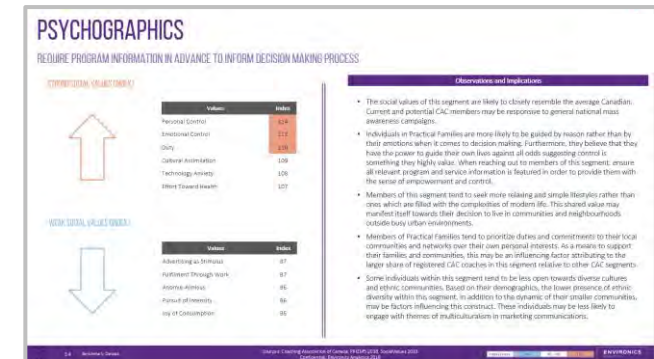 PSYCHOGRAPHICS
REQUIRE PROGRAM INFORMATION IN ADVANCE TO INFORM DECISION MAKING PROCESS
STRONG SOCIAL VALUES (INDEX)
Values Index
Personal Control
Emotional Control
Duty
Cultural Assimilation 109
Technology Anxiety
Effort Toward Health 107
WEAK SOCIAL VALUES (INDEX)
Values Index
Advertising as Stimulus 87
Fulfilment Through Work 87
Pursuit of Intensity
Joy of Consumption
Observations and Implications
• The social values of this segment are likely to closely resemble the average Canadian.
Current and potential CAC members may be responsive to general national mass
awareness campaigns.
• Individuals in Practical Families are more likely to be guided by reason rather than by
their emotions when it comes to decision making. Furthermore, they believe that they
have the power to guide their own lives against all odds suggesting control is
something they highly value. When reaching out to members of this segment, ensure
all relevant program and service information is featured in order to provide them with
the sense of empowerment and control.
• Members of this segment tend to seek more relaxing and simple lifestyles rather than
ones which are filled with the complexities of modern life. This shared value may
manifest itself towards their decision to live in communities and neighbourhoods
outside busy urban environments.
• Members of Practical Families tend to prioritize duties and commitments to their local
communities and networks over their own personal interests. As a means to support
their families and communities, this may be an influencing factor attributing to the
larger share of registered CAC coaches in this segment relative to other CAC segments.
• Some individuals within this segment tend to be less open towards diverse cultures
and ethnic communities. Based on their demographics, the lower presence of ethnic
diversity within this segment, in addition to the dynamic of their smaller communities,
may be factors influencing this construct. These individuals may be less likely to
engage with themes of multiculturalism in marketing communications.
ENVIRONICS